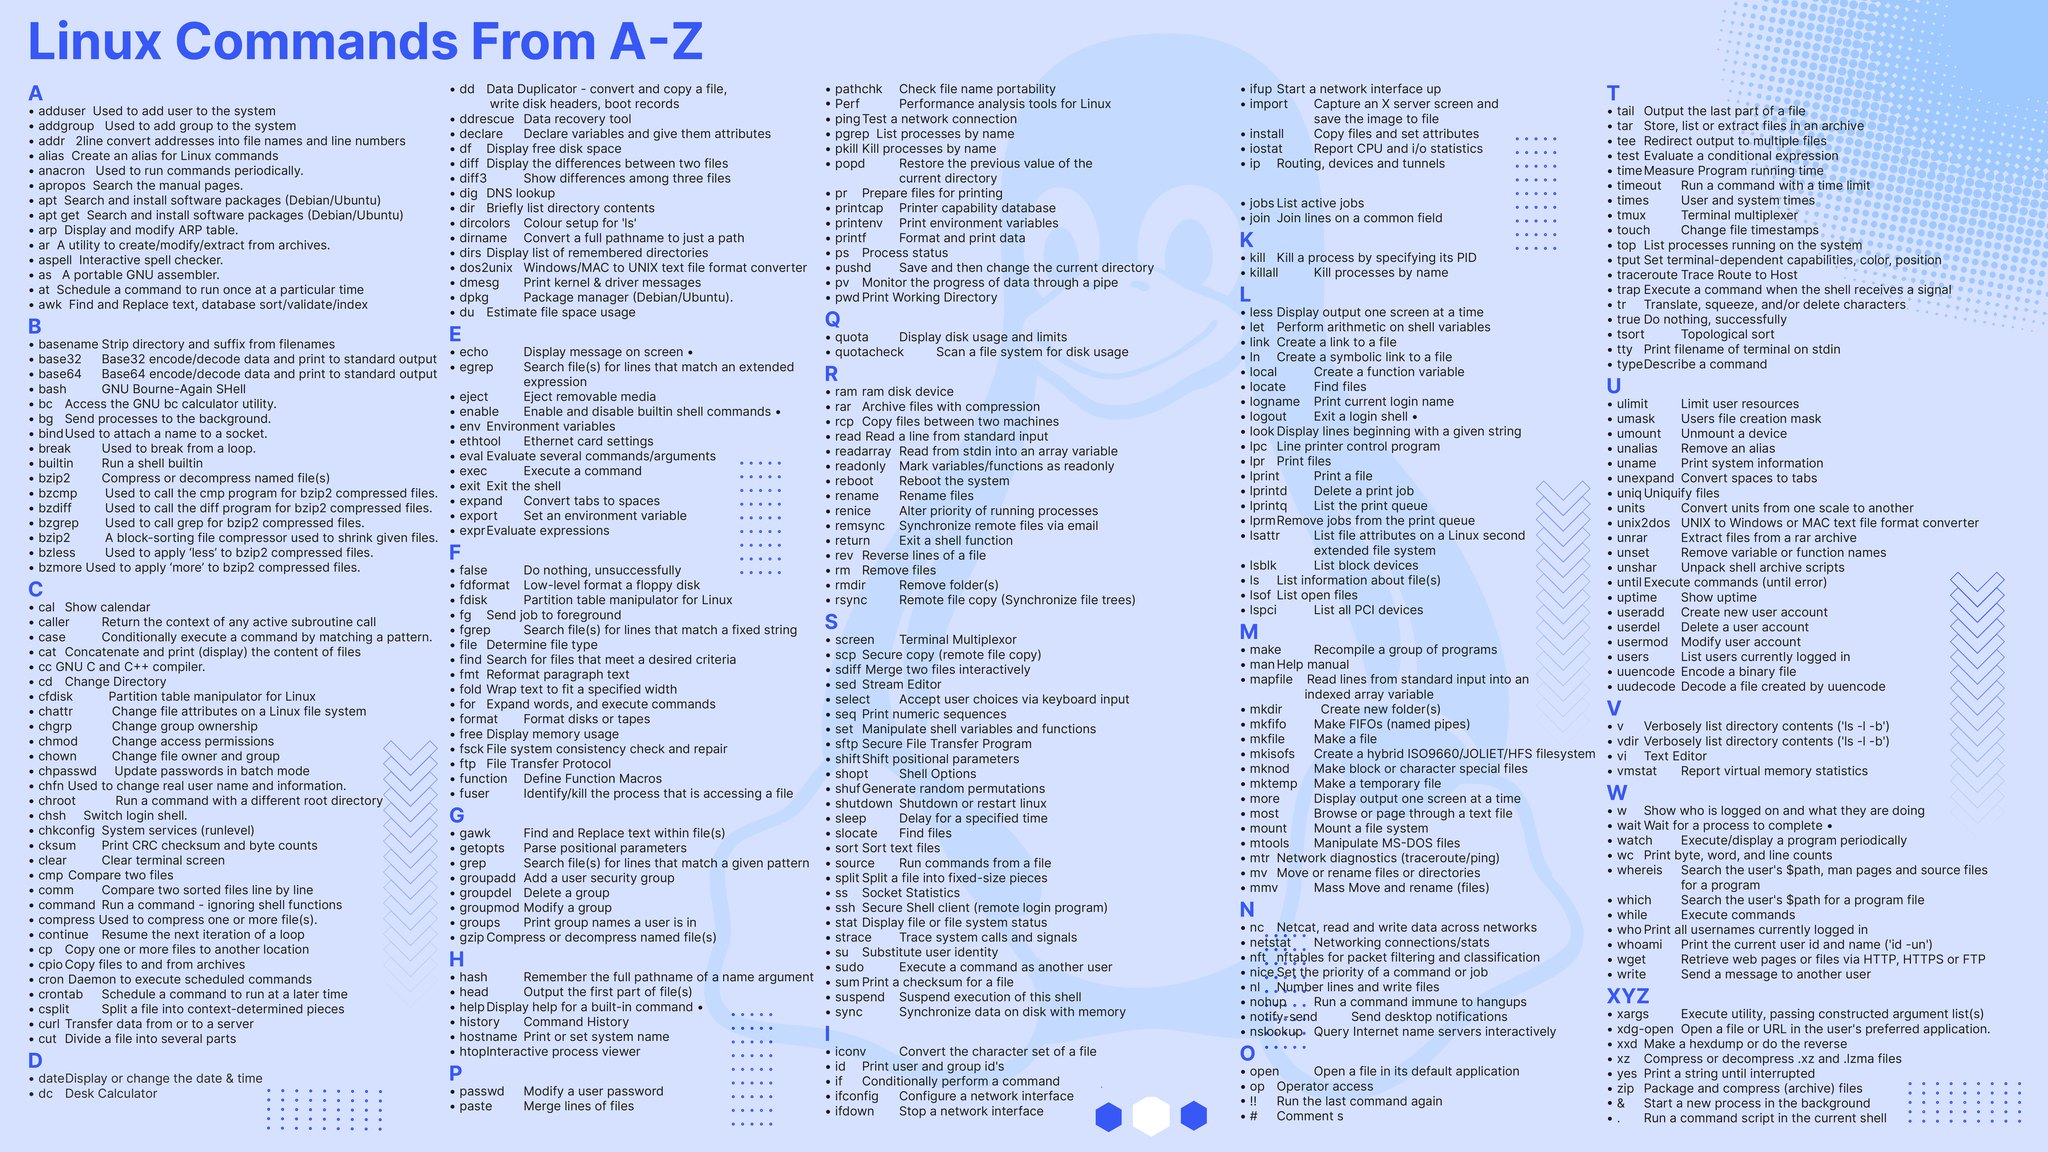 Linux Commands From A-Z
A
• adduser Used to add user to the system
• addgroup Used to add group to the system
• addr 2line convert addresses into file names and line numbers
• alias Create an alias for Linux commands
• anacron Used to run commands periodically.
• apropos Search the manual pages.
• apt Search and install software packages (Debian/Ubuntu)
• apt get Search and install software packages (Debian/Ubuntu)
• arp Display and modify ARP table.
• ar A utility to create/modify/extract from archives.
• aspell Interactive spell checker.
• as A portable GNU assembler.
• at Schedule a command to run once at a particular time
• awk Find and Replace text, database sort/validate/index
B
• basename Strip directory and suffix from filenames
• base32 Base32 encode/decode data and print to standard output
• base64 Base64 encode/decode data and print to standard output
• bash GNU Bourne-Again SHell
• bc Access the GNU bc calculator utility.
• bg Send processes to the background.
• bind Used to attach a name to a socket.
• break Used to break from a loop.
• builtin Run a shell builtin
• bzip2 Compress or decompress named file(s)
• bzcmp Used to call the cmp program for bzip2 compressed files.
• bzdiff Used to call the diff program for bzip2 compressed files.
• bzgrep Used to call grep for bzip2 compressed files.
• bzip2 A block-sorting file compressor used to shrink given files.
• bzless Used to apply ‘less’ to bzip2 compressed files.
• bzmore Used to apply ‘more’ to bzip2 compressed files.
C
• cal Show calendar
• caller Return the context of any active subroutine call
• case Conditionally execute a command by matching a pattern.
• cat Concatenate and print (display) the content of files
• cc GNU C and C++ compiler.
• cd Change Directory
• cfdisk Partition table manipulator for Linux
• chattr Change file attributes on a Linux file system
• chgrp Change group ownership
• chmod Change access permissions
• chown Change file owner and group
• chpasswd Update passwords in batch mode
• chfn Used to change real user name and information.
• chroot Run a command with a different root directory
• chsh Switch login shell.
• chkconfig System services (runlevel)
• cksum Print CRC checksum and byte counts
• clear Clear terminal screen
• cmp Compare two files
• comm Compare two sorted files line by line
• command Run a command - ignoring shell functions
• compress Used to compress one or more file(s).
• continue Resume the next iteration of a loop
• cp Copy one or more files to another location
• cpio Copy files to and from archives
• cron Daemon to execute scheduled commands
• crontab Schedule a command to run at a later time
• csplit Split a file into context-determined pieces
• curl Transfer data from or to a server
• cut Divide a file into several parts
D
• date Display or change the date & time
• dc Desk Calculator
• dd Data Duplicator - convert and copy a file,
write disk headers, boot records
• ddrescue Data recovery tool
• declare Declare variables and give them attributes
• df Display free disk space
• diff Display the differences between two files
• diff3 Show differences among three files
• dig DNS lookup
• dir Briefly list directory contents
• dircolors Colour setup for 'ls'
• dirname Convert a full pathname to just a path
• dirs Display list of remembered directories
• dos2unix Windows/MAC to UNIX text file format converter
• dmesg Print kernel & driver messages
• dpkg Package manager (Debian/Ubuntu).
• du Estimate file space usage
E
• echo Display message on screen •
• egrep Search file(s) for lines that match an extended
expression
• eject Eject removable media
• enable Enable and disable builtin shell commands •
• env Environment variables
• ethtool Ethernet card settings
• eval Evaluate several commands/arguments
• exec Execute a command
• exit Exit the shell
• expand Convert tabs to spaces
• export Set an environment variable
• expr Evaluate expressions
F
• false Do nothing, unsuccessfully
• fdformat Low-level format a floppy disk
• fdisk Partition table manipulator for Linux
• fg Send job to foreground
• fgrep Search file(s) for lines that match a fixed string
• file Determine file type
• find Search for files that meet a desired criteria
• fmt Reformat paragraph text
• fold Wrap text to fit a specified width
• for Expand words, and execute commands
• format Format disks or tapes
• free Display memory usage
• fsck File system consistency check and repair
• ftp File Transfer Protocol
• function Define Function Macros
• fuser Identify/kill the process that is accessing a file
G
• gawk Find and Replace text within file(s)
• getopts Parse positional parameters
• grep Search file(s) for lines that match a given pattern
• groupadd Add a user security group
• groupdel Delete a group
• groupmod Modify a group
• groups Print group names a user is in
• gzip Compress or decompress named file(s)
H
• hash Remember the full pathname of a name argument
• head Output the first part of file(s)
• help Display help for a built-in command •
• history Command History
• hostname Print or set system name
• htop Interactive process viewer
P
• passwd Modify a user password
• paste Merge lines of files
• pathchk Check file name portability
• Perf Performance analysis tools for Linux
• ping Test a network connection
• pgrep List processes by name
• pkill Kill processes by name
• popd Restore the previous value of the
current directory
• pr Prepare files for printing
• printcap Printer capability database
• printenv Print environment variables
• printf Format and print data
• ps Process status
• pushd Save and then change the current directory
• pv Monitor the progress of data through a pipe
• pwd Print Working Directory
Q
• quota Display disk usage and limits
• quotacheck Scan a file system for disk usage
R
• ram ram disk device
• rar Archive files with compression
• rcp Copy files between two machines
• read Read a line from standard input
• readarray Read from stdin into an array variable
• readonly Mark variables/functions as readonly
• reboot Reboot the system
• rename Rename files
• renice Alter priority of running processes
• remsync Synchronize remote files via email
• return Exit a shell function
• rev Reverse lines of a file
• rm Remove files
• rmdir Remove folder(s)
• rsync Remote file copy (Synchronize file trees)
S
• screen Terminal Multiplexor
• scp Secure copy (remote file copy)
• sdiff Merge two files interactively
• sed Stream Editor
• select Accept user choices via keyboard input
• seq Print numeric sequences
• set Manipulate shell variables and functions
• sftp Secure File Transfer Program
• shift Shift positional parameters
• shopt Shell Options
• shuf Generate random permutations
• shutdown Shutdown or restart linux
• sleep Delay for a specified time
• slocate Find files
• sort Sort text files
• source Run commands from a file
• split Split a file into fixed-size pieces
• ss Socket Statistics
• ssh Secure Shell client (remote login program)
• stat Display file or file system status
• strace Trace system calls and signals
• su Substitute user identity
• sudo Execute a command as another user
• sum Print a checksum for a file
• suspend Suspend execution of this shell
• sync Synchronize data on disk with memory
I
• iconv Convert the character set of a file
• id Print user and group id's
• if Conditionally perform a command
• ifconfig Configure a network interface
• ifdown Stop a network interface
• ifup Start a network interface up
• import Capture an X server screen and
save the image to file
• install Copy files and set attributes
• iostat Report CPU and i/o statistics
• ip Routing, devices and tunnels
• jobs List active jobs
• join Join lines on a common field
K
• kill Kill a process by specifying its PID
• killall Kill processes by name
L
• less Display output one screen at a time
• let Perform arithmetic on shell variables
• link Create a link to a file
• ln Create a symbolic link to a file
• local Create a function variable
• locate Find files
• logname Print current login name
• logout Exit a login shell •
• look Display lines beginning with a given string
• lpc Line printer control program
• lpr Print files
• lprint Print a file
• lprintd Delete a print job
• lprintq List the print queue
• lprm Remove jobs from the print queue
• lsattr List file attributes on a Linux second
extended file system
• lsblk List block devices
• ls List information about file(s)
• lsof List open files
• lspci List all PCI devices
M
• make Recompile a group of programs
• man Help manual
• mapfile Read lines from standard input into an
indexed array variable
• mkdir Create new folder(s)
• mkfifo Make FIFOs (named pipes)
• mkfile Make a file
• mkisofs Create a hybrid ISO9660/JOLIET/HFS filesystem
• mknod Make block or character special files
• mktemp Make a temporary file
• more Display output one screen at a time
• most Browse or page through a text file
• mount Mount a file system
• mtools Manipulate MS-DOS files
• mtr Network diagnostics (traceroute/ping)
• mv Move or rename files or directories
• mmv Mass Move and rename (files)
N
• nc Netcat, read and write data across networks
• netstat Networking connections/stats
• nft nftables for packet filtering and classification
• nice Set the priority of a command or job
• nl Number lines and write files
• nohup Run a command immune to hangups
• notify-send Send desktop notifications
• nslookup Query Internet name servers interactively
O
• open Open a file in its default application
• op Operator access
• !! Run the last command again
• # Comment s
T
• tail Output the last part of a file
• tar Store, list or extract files in an archive
• tee Redirect output to multiple files
• test Evaluate a conditional expression
• time Measure Program running time
• timeout Run a command with a time limit
• times User and system times
• tmux Terminal multiplexer
• touch Change file timestamps
• top List processes running on the system
• tput Set terminal-dependent capabilities, color, position
• traceroute Trace Route to Host
• trap Execute a command when the shell receives a signal
• tr Translate, squeeze, and/or delete characters
• true Do nothing, successfully
• tsort Topological sort
• tty Print filename of terminal on stdin
• type Describe a command
U
• ulimit Limit user resources
• umask Users file creation mask
• umount Unmount a device
• unalias Remove an alias
• uname Print system information
• unexpand Convert spaces to tabs
• uniq Uniquify files
• units Convert units from one scale to another
• unix2dos UNIX to Windows or MAC text file format converter
• unrar Extract files from a rar archive
• unset Remove variable or function names
• unshar Unpack shell archive scripts
• until Execute commands (until error)
• uptime Show uptime
• useradd Create new user account
• userdel Delete a user account
• usermod Modify user account
• users List users currently logged in
• uuencode Encode a binary file
• uudecode Decode a file created by uuencode
V
• v Verbosely list directory contents ('ls -l -b')
• vdir Verbosely list directory contents ('ls -l -b')
• vi Text Editor
• vmstat Report virtual memory statistics
W
• w Show who is logged on and what they are doing
• wait Wait for a process to complete •
• watch Execute/display a program periodically
• wc Print byte, word, and line counts
• whereis Search the user's $path, man pages and source files
for a program
• which Search the user's $path for a program file
• while Execute commands
• who Print all usernames currently logged in
• whoami Print the current user id and name ('id -un')
• wget Retrieve web pages or files via HTTP, HTTPS or FTP
• write Send a message to another user
XYZ
• xargs Execute utility, passing constructed argument list(s)
• xdg-open Open a file or URL in the user's preferred application.
• xxd Make a hexdump or do the reverse
• xz Compress or decompress .xz and .lzma files
• yes Print a string until interrupted
• zip Package and compress (archive) files
• & Start a new process in the background
• . Run a command script in the current shell